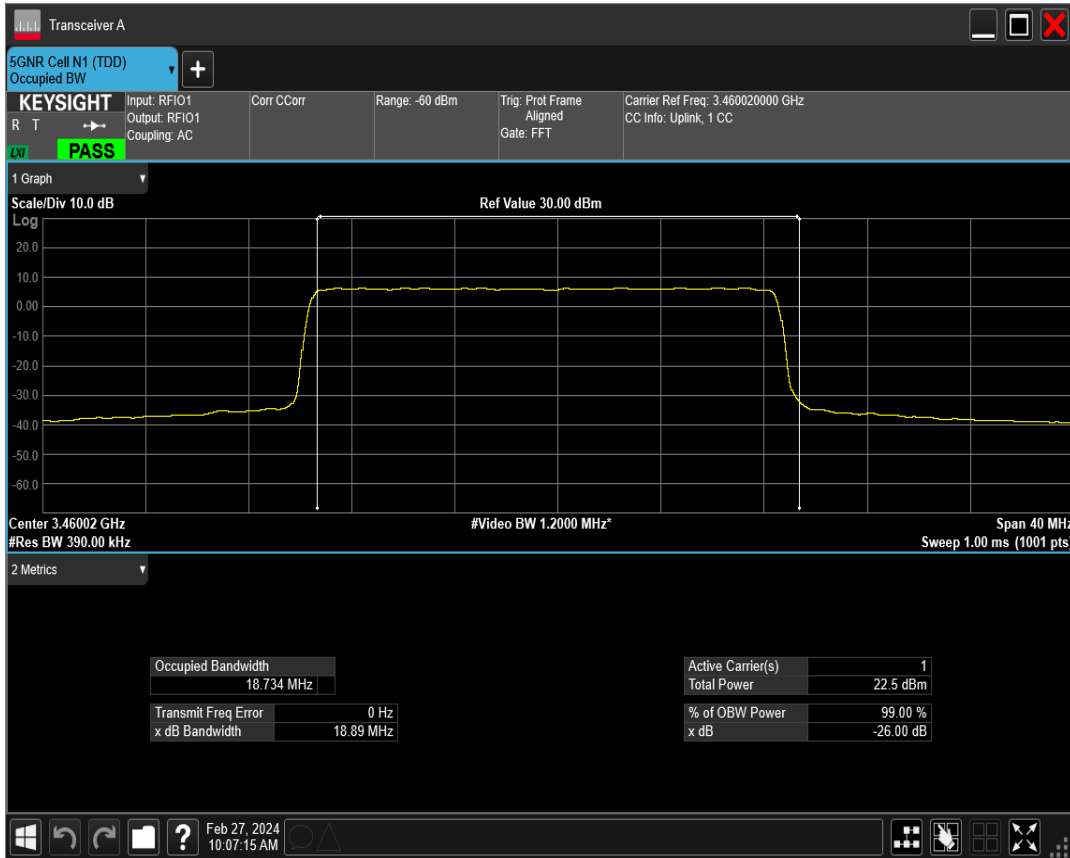 Transceiver A
5GNR Cell N1 (TDD)
Occupied BW
+
KEYSIGHT
R T
LXI
PASS
Input: RFIO1
Output: RFIO1
Coupling: AC
Corr CCorr
Range: -60 dBm
Trig: Prot Frame
Aligned
Gate: FFT
Carrier Ref Freq: 3.460020000 GHz
CC Info: Uplink, 1 CC
1 Graph
Scale/Div 10.0 dB
Ref Value 30.00 dBm
Log
20.0
10.0
0.00
-10.0
-20.0
-30.0
-40.0
-50.0
-60.0
Center 3.46002 GHz
#Video BW 1.2000 MHz*
Span 40 MHz
#Res BW 390.00 kHz
Sweep 1.00 ms (1001 pts)
2 Metrics
Occupied Bandwidth
18.734 MHz
Transmit Freq Error 0 Hz
x dB Bandwidth 18.89 MHz
Active Carrier(s) 1
Total Power 22.5 dBm
% of OBW Power 99.00 %
x dB -26.00 dB
?
Feb 27, 2024
10:07:15 AM